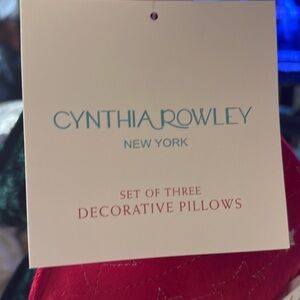 CYNTHIA ROWLEY
NEW YORK
SET OF THREE
DECORATIVE PILLOWS